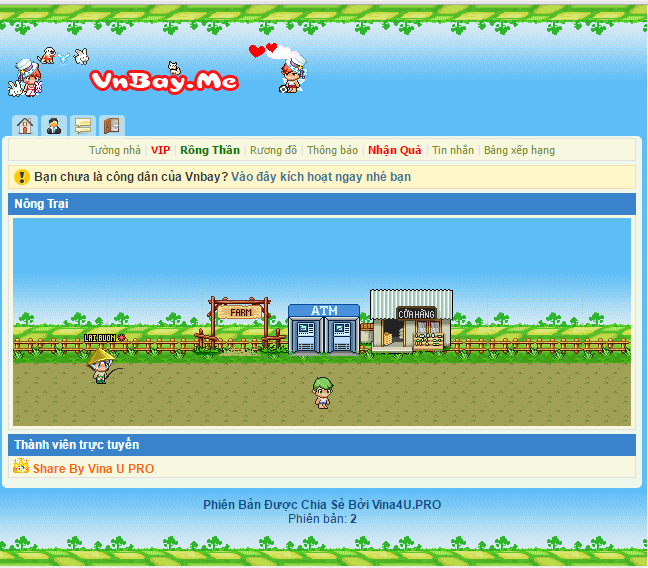 VnBay.Me
Tường nhà | VIP | Rồng Thần | Rương đồ | Thông báo | Nhận Quà | Tin nhắn | Bảng xếp hạng
Bạn chưa là công dân của Vnbay? Vào đây kích hoạt ngay nhé bạn
Nông Trại
FARM
ATM
CỬA HÀNG
LÁI BUÔN
Thành viên trực tuyến
Share By Vina U PRO
Phiên Bản Được Chia Sẻ Bởi Vina4U.PRO
Phiên bản: 2